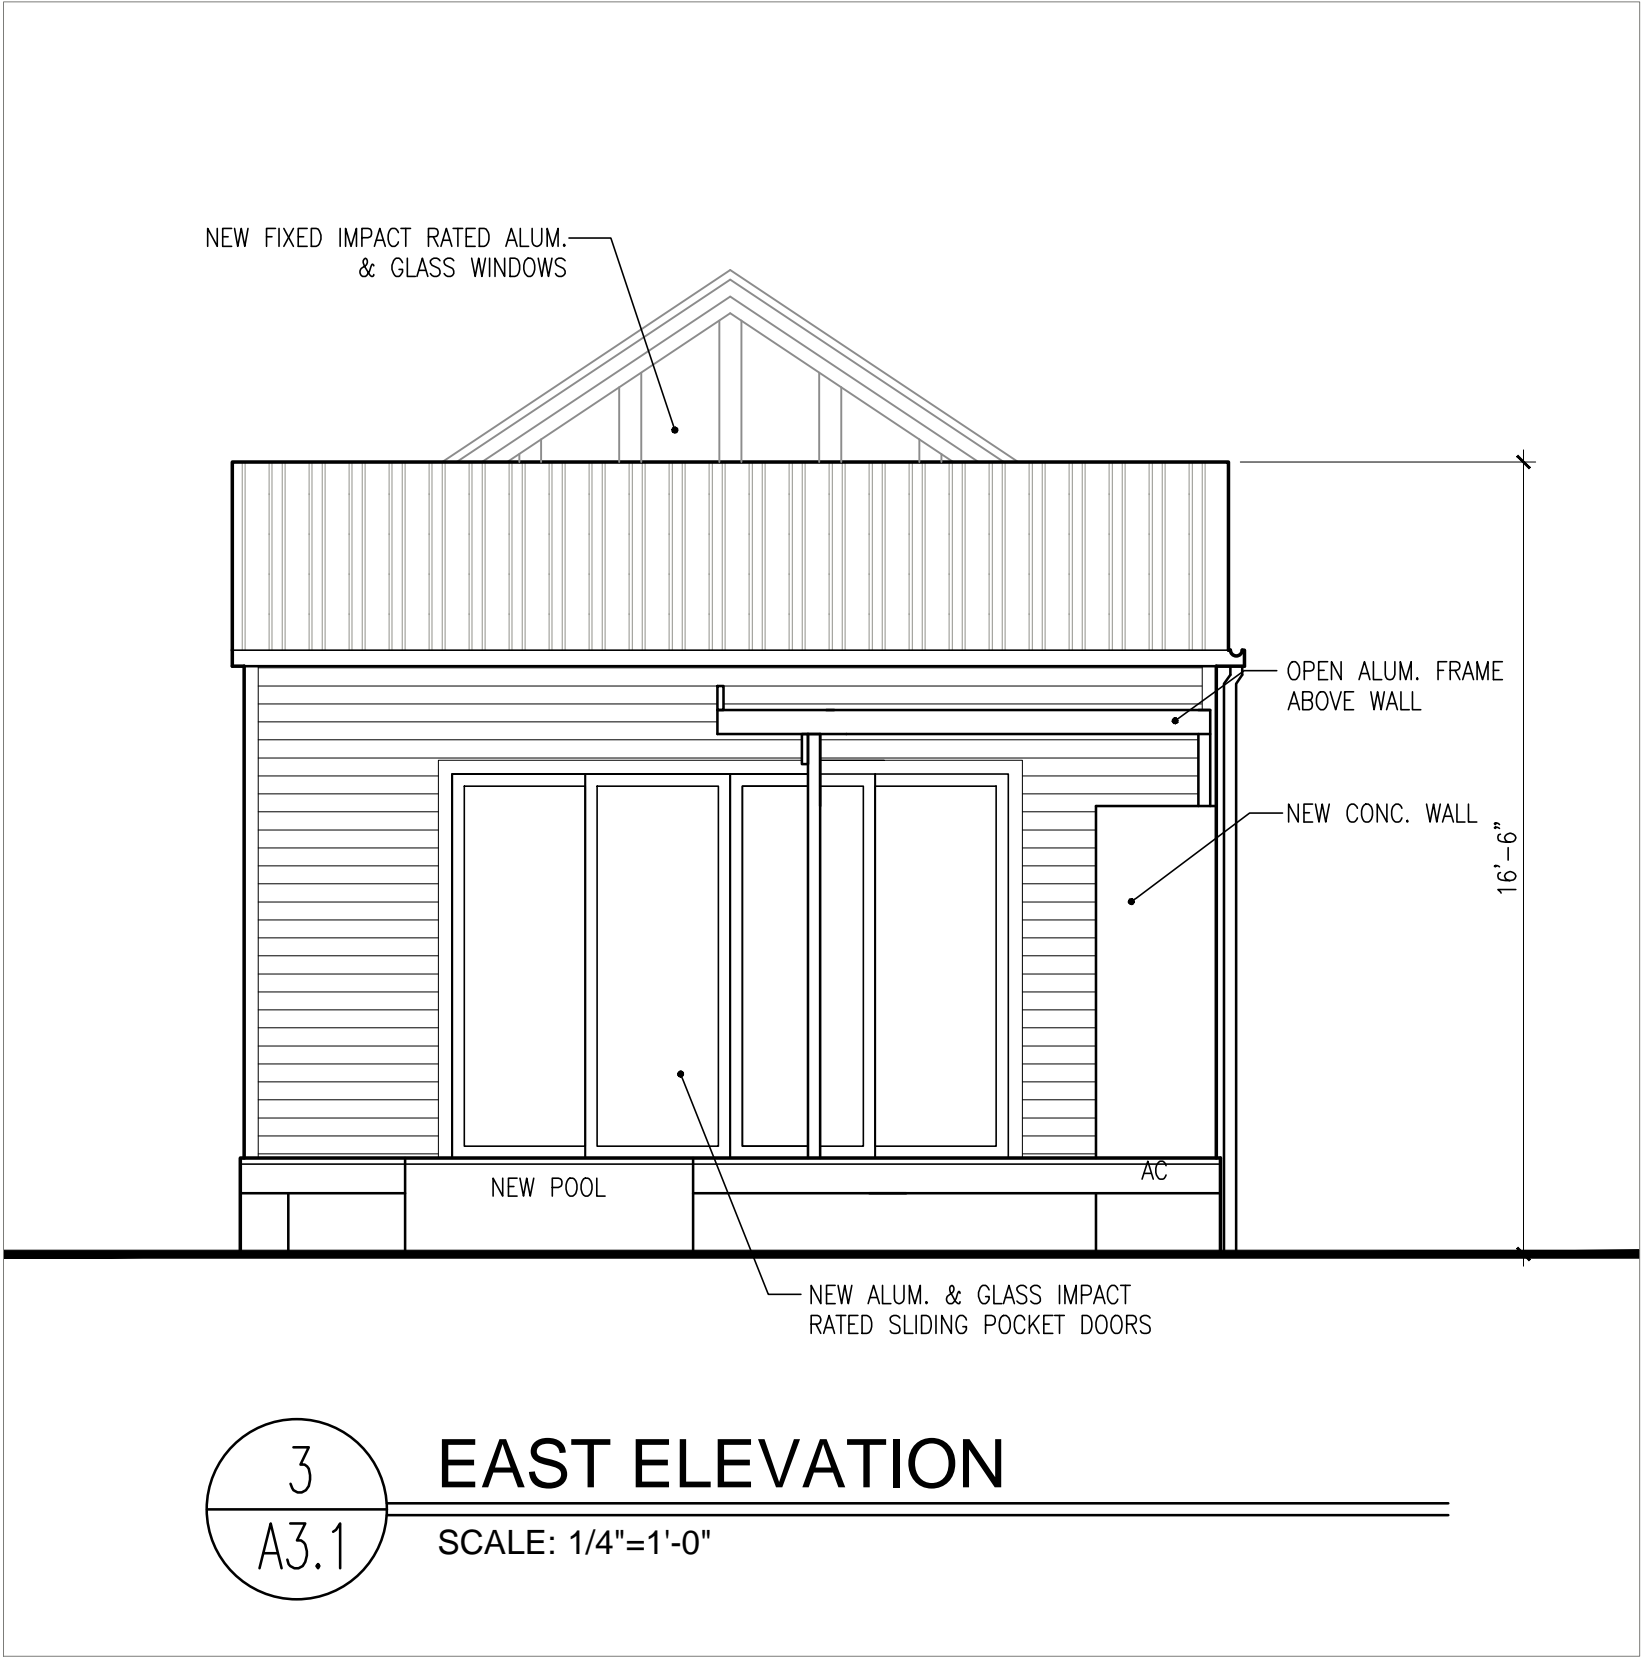 NEW FIXED IMPACT RATED ALUM.
& GLASS WINDOWS
OPEN ALUM. FRAME
ABOVE WALL
NEW CONC. WALL
16'-6"
AC
NEW POOL
NEW ALUM. & GLASS IMPACT
RATED SLIDING POCKET DOORS
3
A3.1
EAST ELEVATION
SCALE: 1/4"=1'-0"